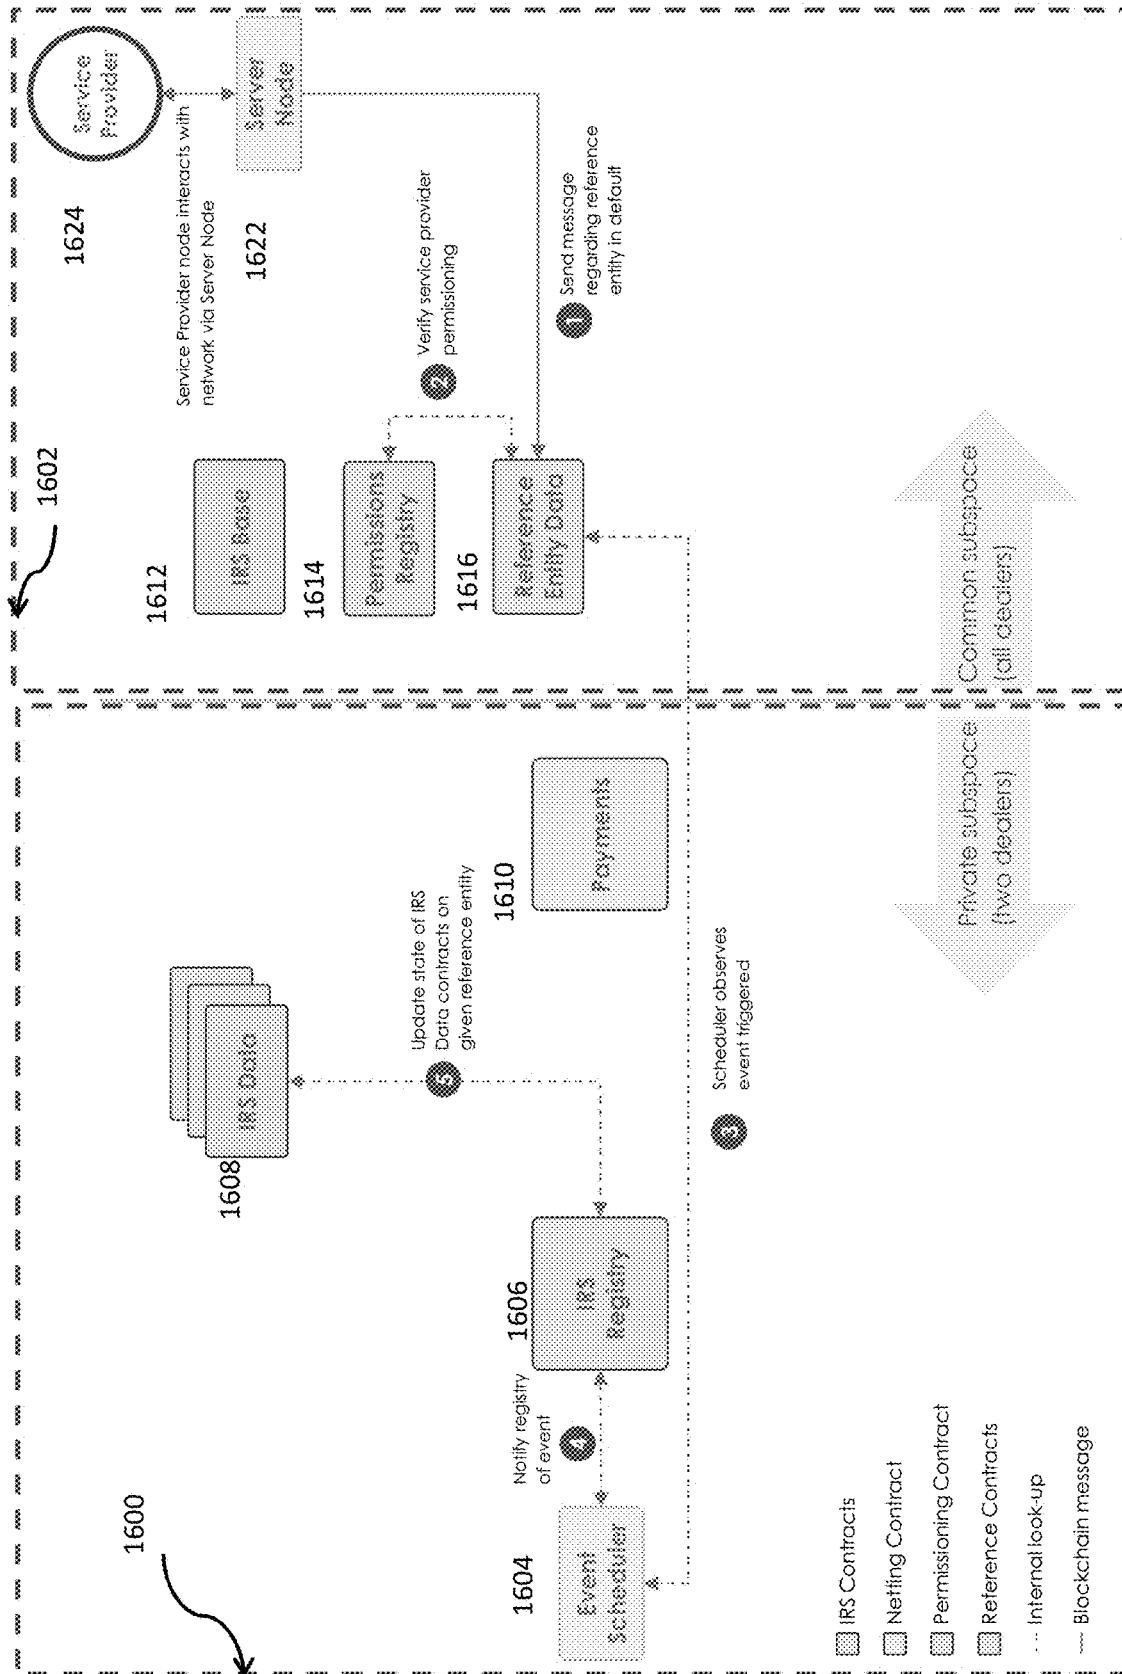 1600
1602
1604
Event
Scheduler
Notify registry
of event
4
1606
IRS
Registry
1608
IRS Data
5
Update state of IRS
Data contracts on
given reference entity
1610
Payments
3
Scheduler observes
event triggered
1612
IRS Base
1614
Permissions
Registry
1616
Reference
Entity Data
2
Verify service provider
permissioning
1
Send message
regarding reference
entity in default
1624
Service
Provider
Service Provider node interacts with
network via Server Node
1622
Server
Node
Private subspace
(two dealers)
Common subspace
(all dealers)
IRS Contracts
Netting Contract
Permissioning Contract
Reference Contracts
Internal look-up
Blockchain message